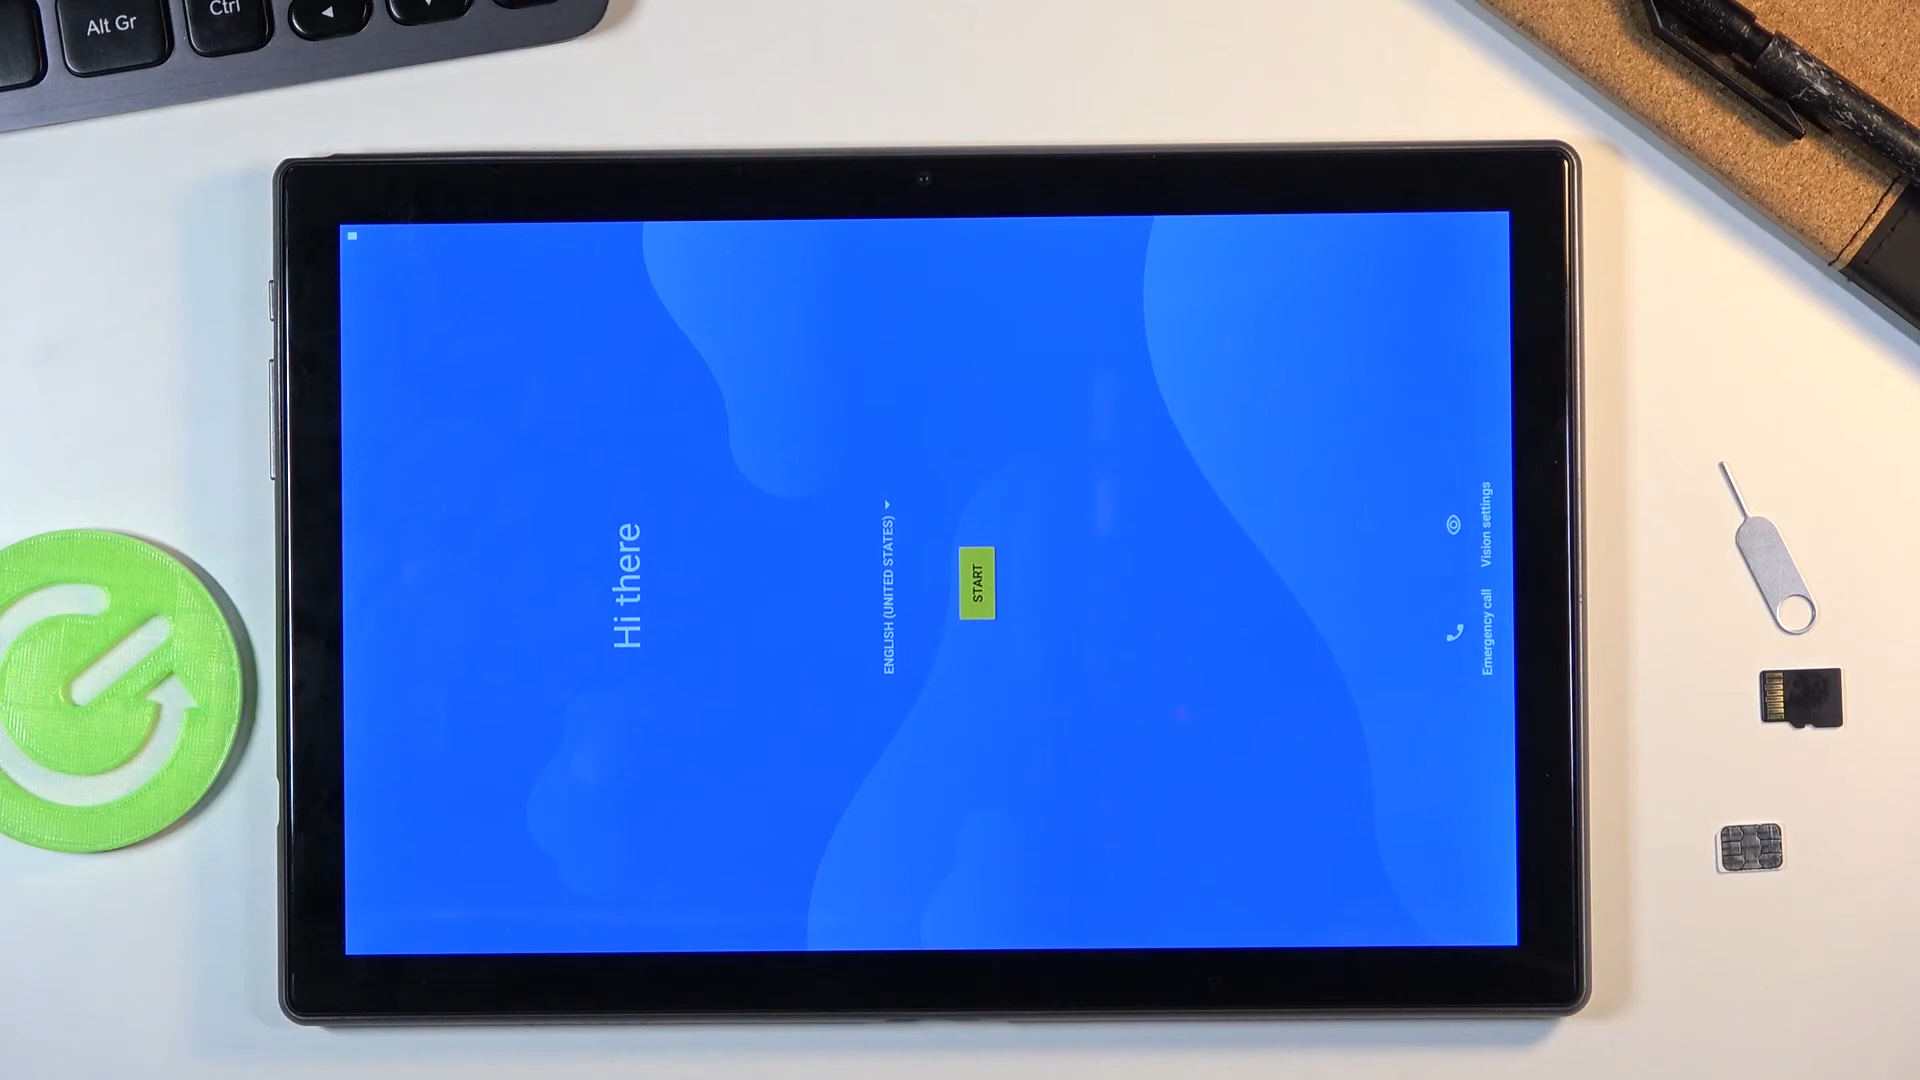 Alt Gr
Ctrl
Hi there
ENGLISH (UNITED STATES)
START
Emergency call
Vision settings